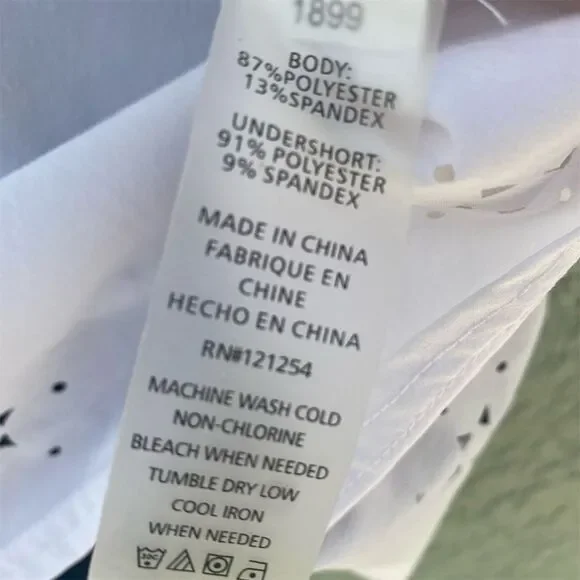 1899
BODY:
87%POLYESTER
13%SPANDEX
UNDERSHORT:
91% POLYESTER
9% SPANDEX
MADE IN CHINA
FABRIQUE EN
CHINE
HECHO EN CHINA
RN#121254
MACHINE WASH COLD
NON-CHLORINE
BLEACH WHEN NEEDED
TUMBLE DRY LOW
COOL IRON
WHEN NEEDED
30C